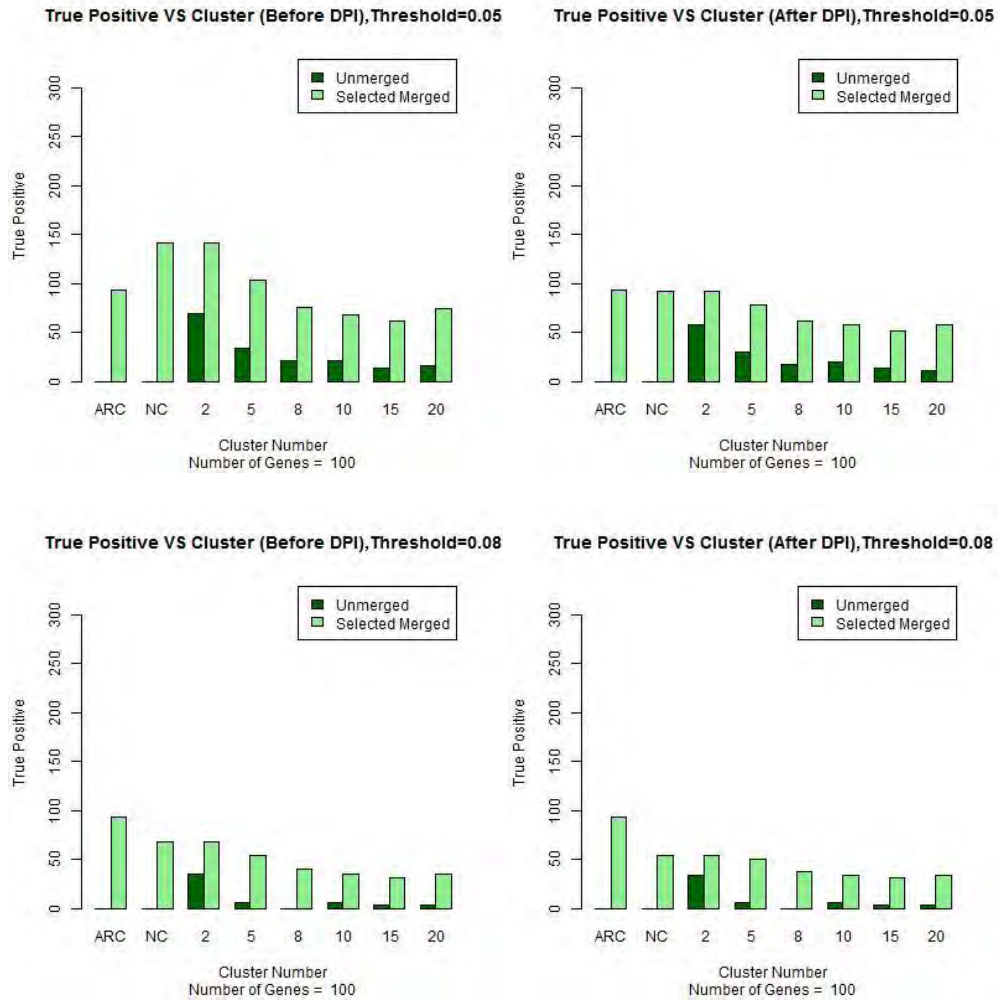 True Positive VS Cluster (Before DPI),Threshold=0.05
Unmerged
Selected Merged
300
250
200
150
100
50
0
True Positive
ARC NC 2 5 8 10 15 20
Cluster Number
Number of Genes = 100
True Positive VS Cluster (After DPI),Threshold=0.05
Unmerged
Selected Merged
300
250
200
150
100
50
0
True Positive
ARC NC 2 5 8 10 15 20
Cluster Number
Number of Genes = 100
True Positive VS Cluster (Before DPI),Threshold=0.08
Unmerged
Selected Merged
300
250
200
150
100
50
0
True Positive
ARC NC 2 5 8 10 15 20
Cluster Number
Number of Genes = 100
True Positive VS Cluster (After DPI),Threshold=0.08
Unmerged
Selected Merged
300
250
200
150
100
50
0
True Positive
ARC NC 2 5 8 10 15 20
Cluster Number
Number of Genes = 100